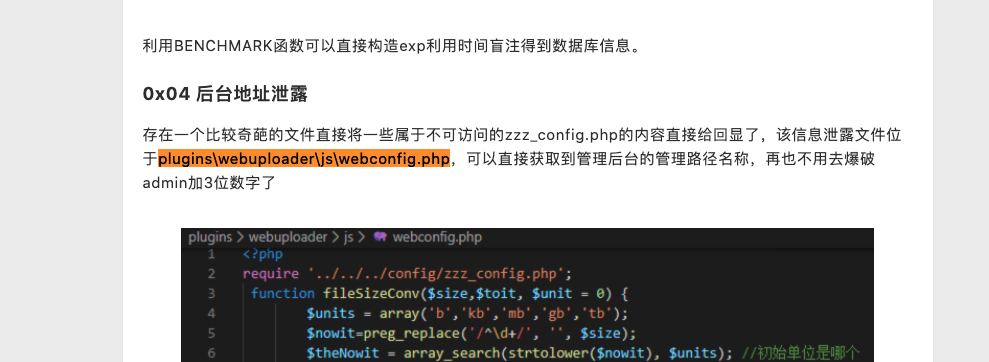 利用BENCHMARK函数可以直接构造exp利用时间盲注得到数据库信息。
0x04 后台地址泄露
存在一个比较奇葩的文件直接将一些属于不可访问的zzz_config.php的内容直接给回显了，该信息泄露文件位
于plugins\webuploader\js\webconfig.php，可以直接获取到管理后台的管理路径名称，再也不用去爆破
admin加3位数字了
plugins > webuploader > js > webconfig.php
1 <?php
2 require '../../../config/zzz_config.php';
3 function fileSizeConv($size,$toit, $unit = 0) {
4 $units = array('b','kb','mb','gb','tb');
5 $nowit=preg_replace('/^\d+/', '', $size);
6 $theNowit = array_search(strtolower($nowit), $units); //初始单位是哪个